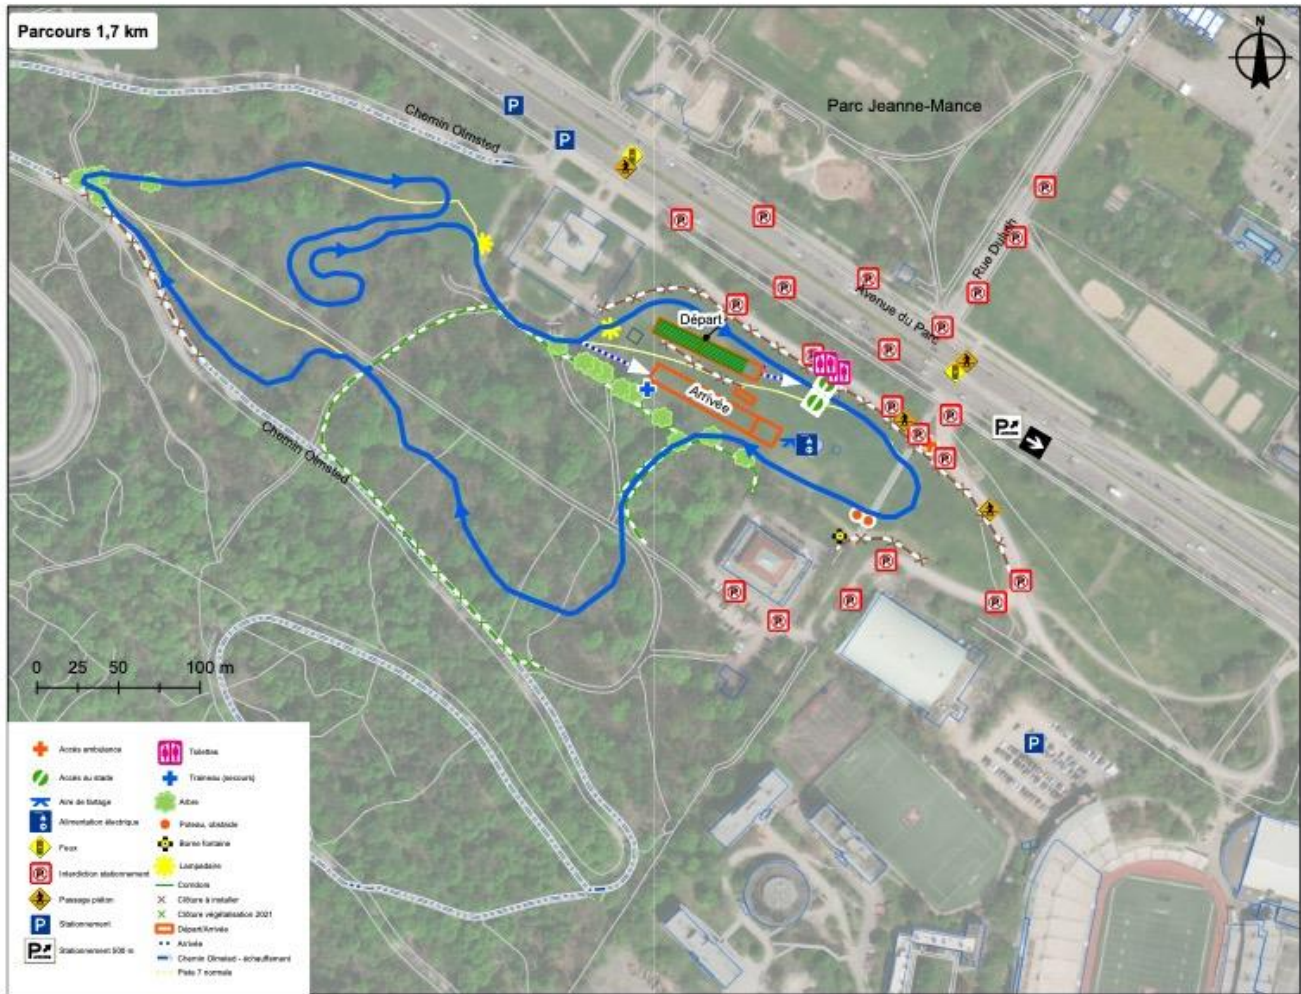 Parcours 1,7 km
N
P
P
Chemin Olmsted
Parc Jeanne-Mance
Rue Duluth
Avenue du Parc
Départ
Arrivée
Chemin Olmsted
P
0 25 50 100 m
P
Accès ambulance
Toilettes
Accès au stade
Traineau (secours)
Aire de fartage
Arbre
Alimentation électrique
Poteau, obstacle
Feux
Borne fontaine
Interdiction stationnement
Lampadaire
Passage piéton
Corridors
Clôture à installer
P Stationnement
Clôture végétalisation 2021
Départ/Arrivée
P Stationnement 500 m
Arrivée
Chemin Olmsted - échauffement
Piste 7 normale